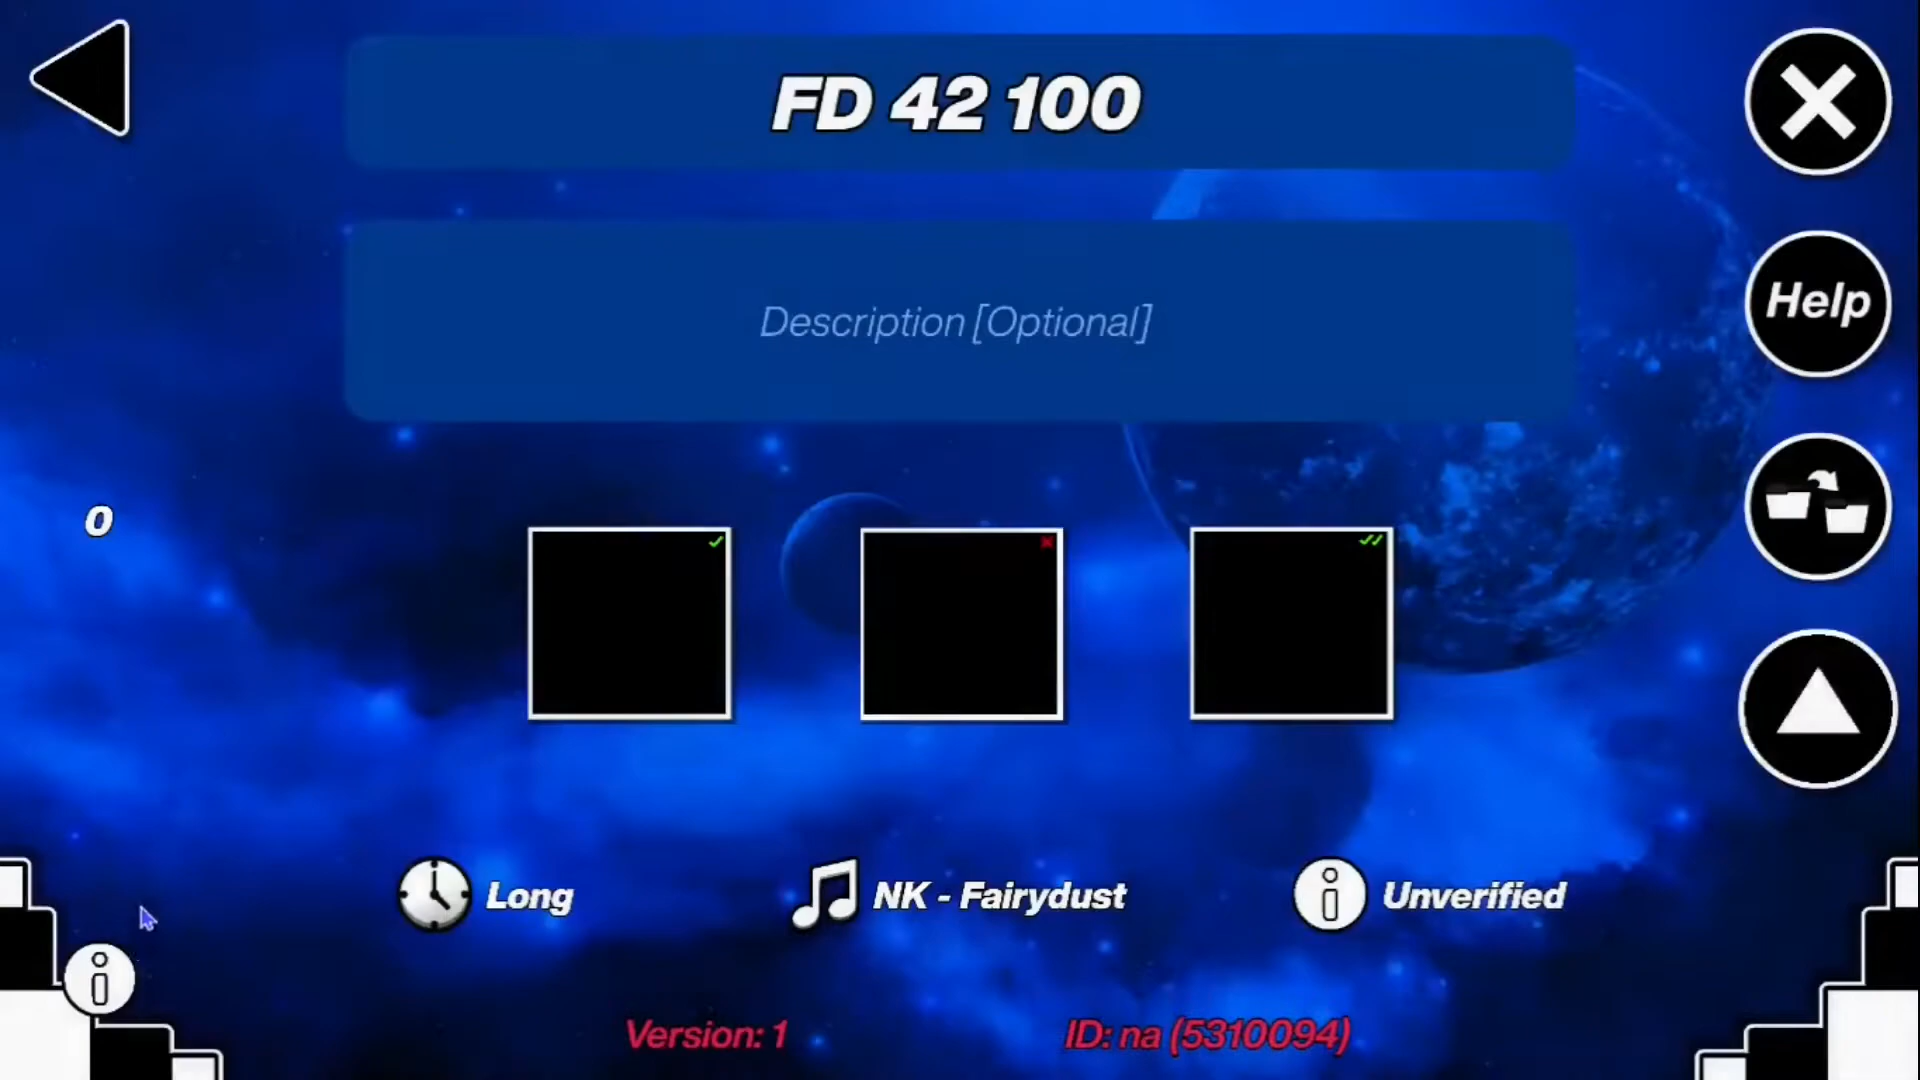 FD 42 100
Help
Description [Optional]
0
Long
NK - Fairydust
Unverified
Version: 1
ID: na (5310094)